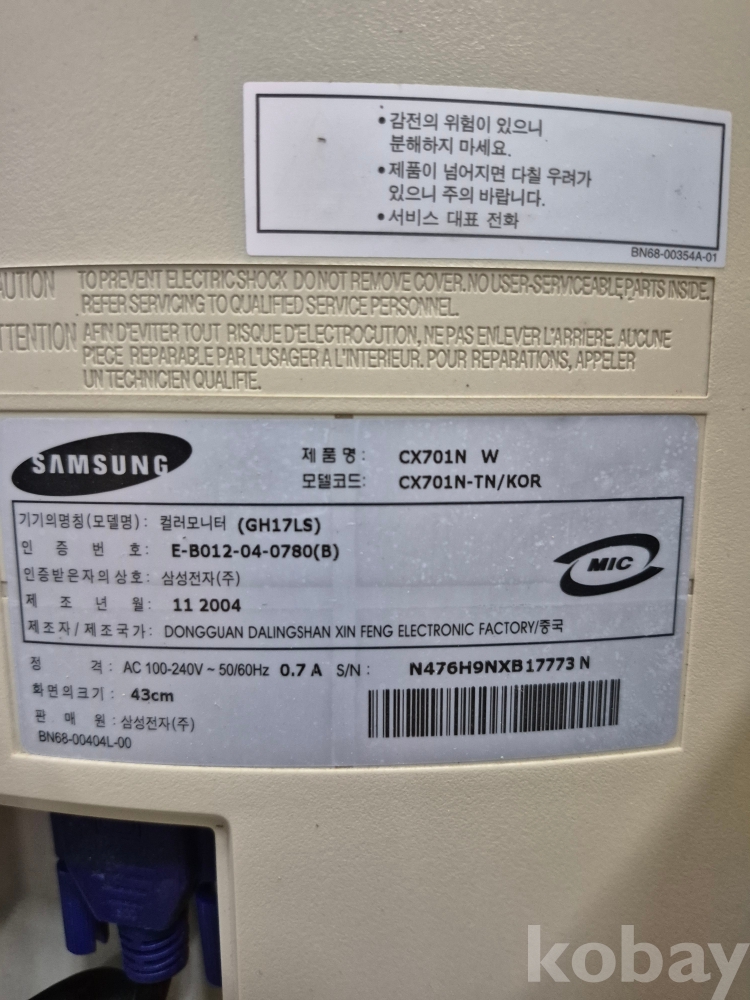 • 감전의 위험이 있으니
분해하지 마세요.
• 제품이 넘어지면 다칠 우려가
있으니 주의 바랍니다.
• 서비스 대표 전화
BN68-00354A-01
AUTION TO PREVENT ELECTRIC SHOCK DO NOT REMOVE COVER. NO USER-SERVICEABLE PARTS INSIDE.
REFER SERVICING TO QUALIFIED SERVICE PERSONNEL.
TTENTION AFIN D'EVITER TOUT RISQUE D'ELECTROCUTION, NE PAS ENLEVER L'ARRIERE. AUCUNE
PIECE REPARABLE PAR L'USAGER A L'INTERIEUR. POUR REPARATIONS, APPELER
UN TECHNICIEN QUALIFIE.
SAMSUNG
제 품 명 : CX701N W
모델코드: CX701N-TN/KOR
기기의명칭(모델명) : 컬러모니터 (GH17LS)
인 증 번 호: E-B012-04-0780(B)
MIC
인증받은자의상호: 삼성전자(주)
제 조 년 월: 11 2004
제조자/제조국가: DONGGUAN DALINGSHAN XIN FENG ELECTRONIC FACTORY/중국
정 격: AC 100-240V ~ 50/60Hz 0.7 A S/N : N476H9NXB17773 N
화면의크기 : 43cm
판 매 원 : 삼성전자(주)
BN68-00404L-00
kobay